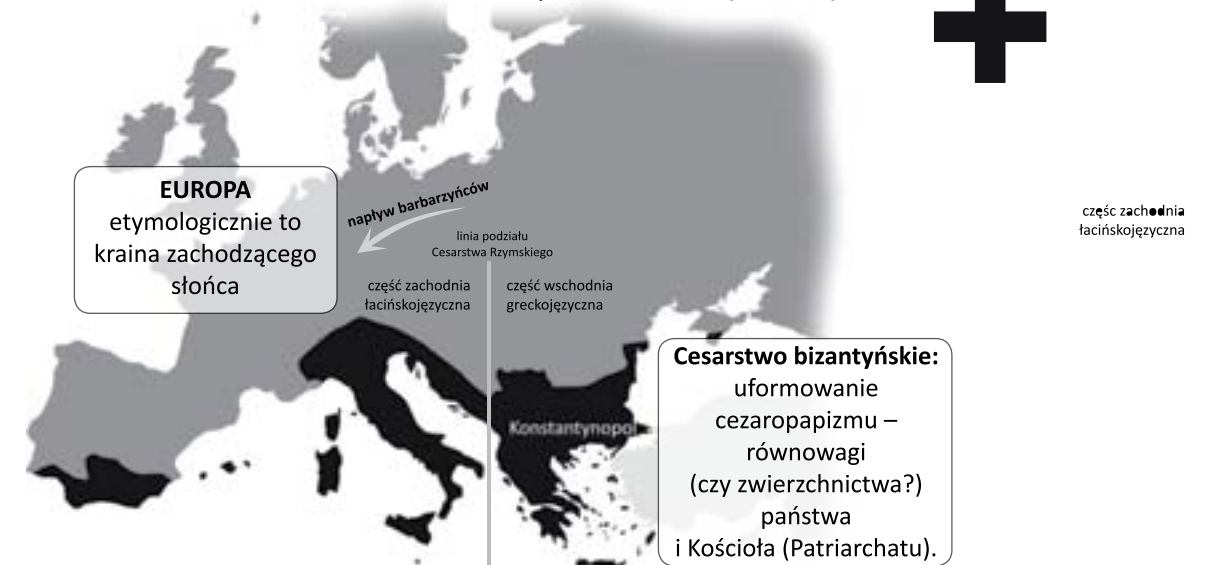 EUROPA
etymologicznie to
kraina zachodzącego
słońca
napływ barbarzyńców
linia podziału
Cesarstwa Rzymskiego
część zachodnia
łacińskojęzyczna
część wschodnia
greckojęzyczna
częśc zachodnia
łacińskojęzyczna
Konstantynopol
Cesarstwo bizantyńskie:
uformowanie
cezaropapizmu –
równowagi
(czy zwierzchnictwa?)
państwa
i Kościoła (Patriarchatu).